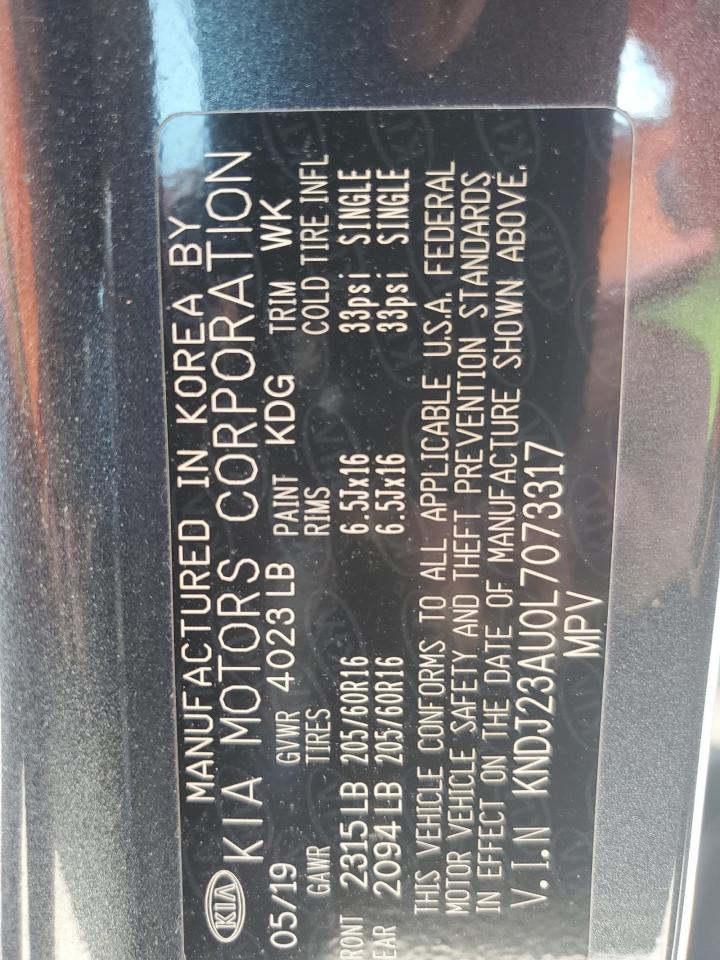 KIA MANUFACTURED IN KOREA BY
KIA MOTORS CORPORATION
05/19 GVWR 4023 LB PAINT KDG TRIM WK
GAWR TIRES RIMS COLD TIRE INFL
RONT 2315 LB 205/60R16 6.5Jx16 33psi SINGLE
EAR 2094 LB 205/60R16 6.5Jx16 33psi SINGLE
THIS VEHICLE CONFORMS TO ALL APPLICABLE U.S.A. FEDERAL
MOTOR VEHICLE SAFETY AND THEFT PREVENTION STANDARDS
IN EFFECT ON THE DATE OF MANUFACTURE SHOWN ABOVE.
V.I.N KNDJ23AU0L7073317
MPV